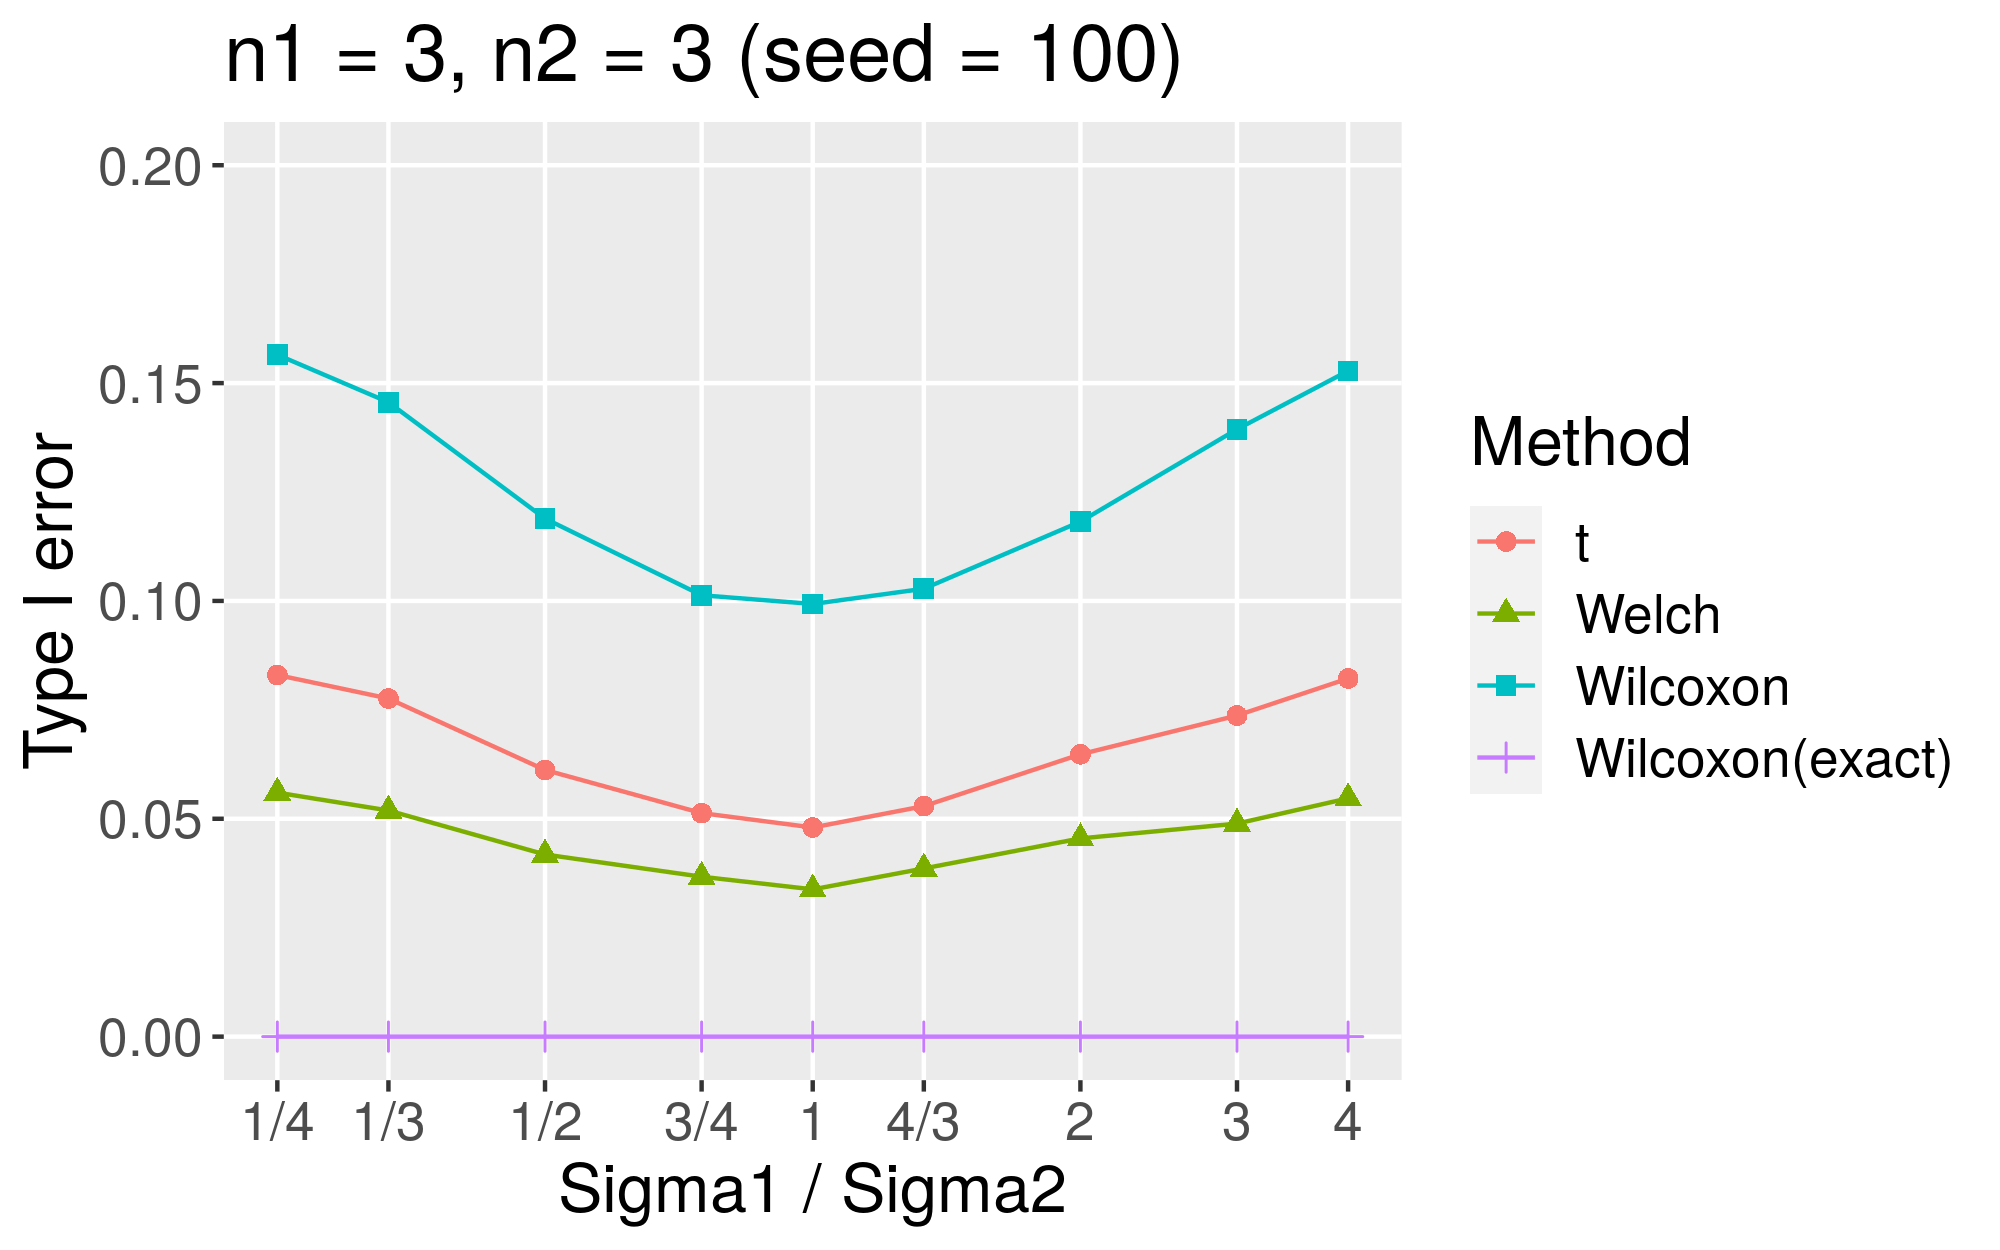 n1 = 3, n2 = 3 (seed = 100)
Type I error
0.20
0.15
0.10
0.05
0.00
1/4 1/3 1/2 3/4 1 4/3 2 3 4
Sigma1 / Sigma2
Method
t
Welch
Wilcoxon
Wilcoxon(exact)